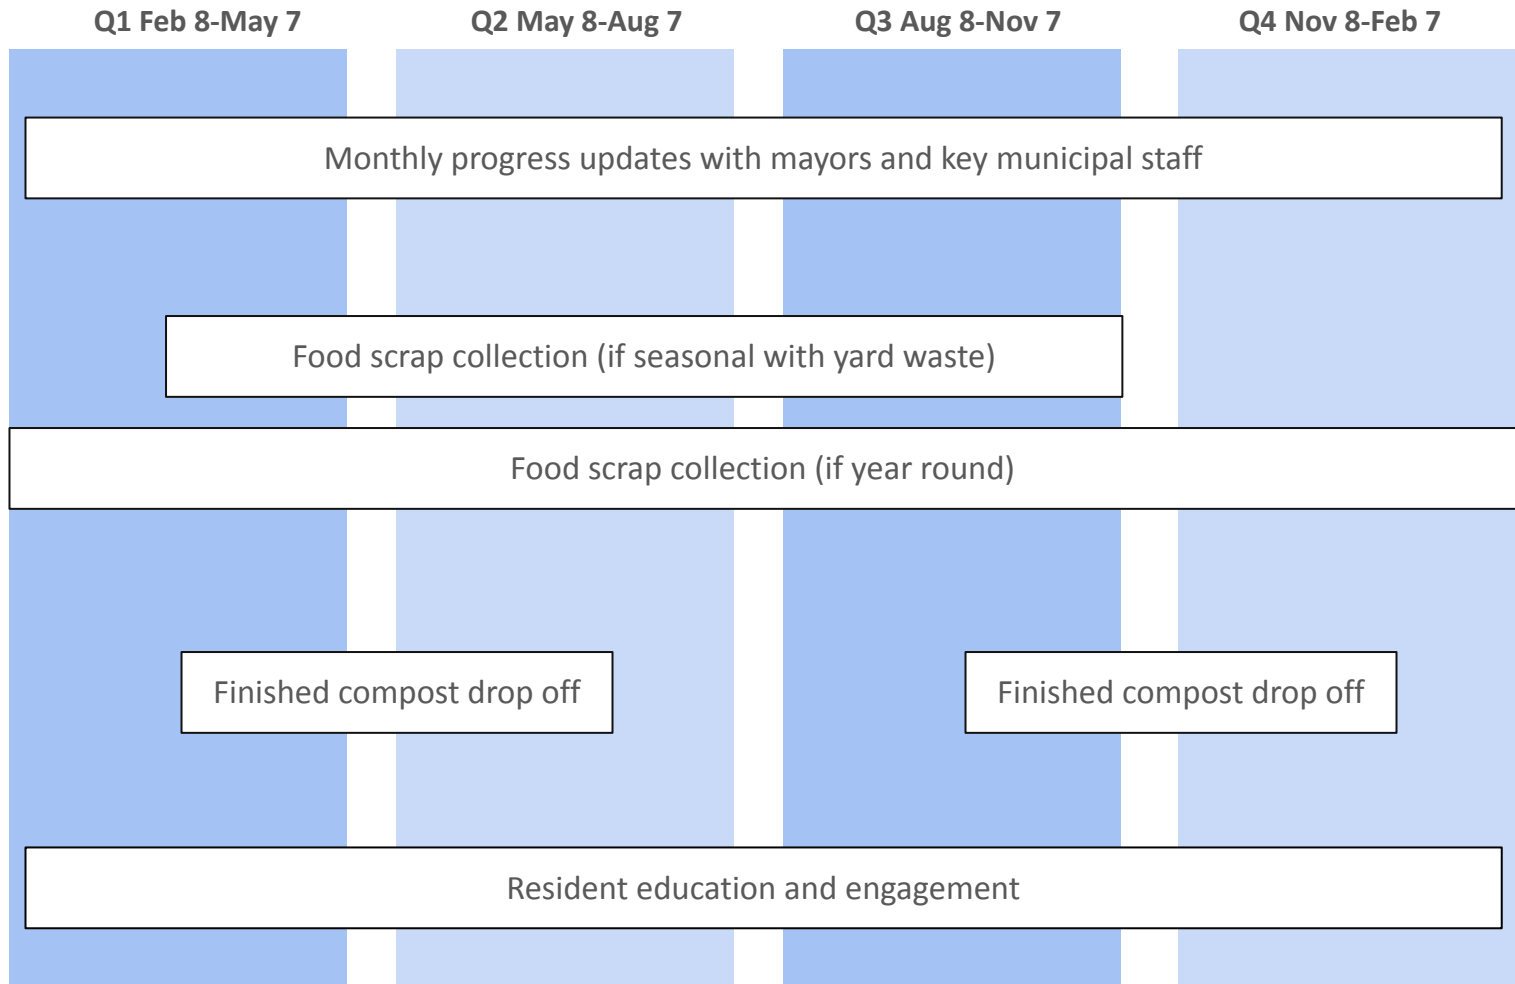 Q1 Feb 8-May 7
Q2 May 8-Aug 7
Q3 Aug 8-Nov 7
Q4 Nov 8-Feb 7
Monthly progress updates with mayors and key municipal staff
Food scrap collection (if seasonal with yard waste)
Food scrap collection (if year round)
Finished compost drop off
Finished compost drop off
Resident education and engagement